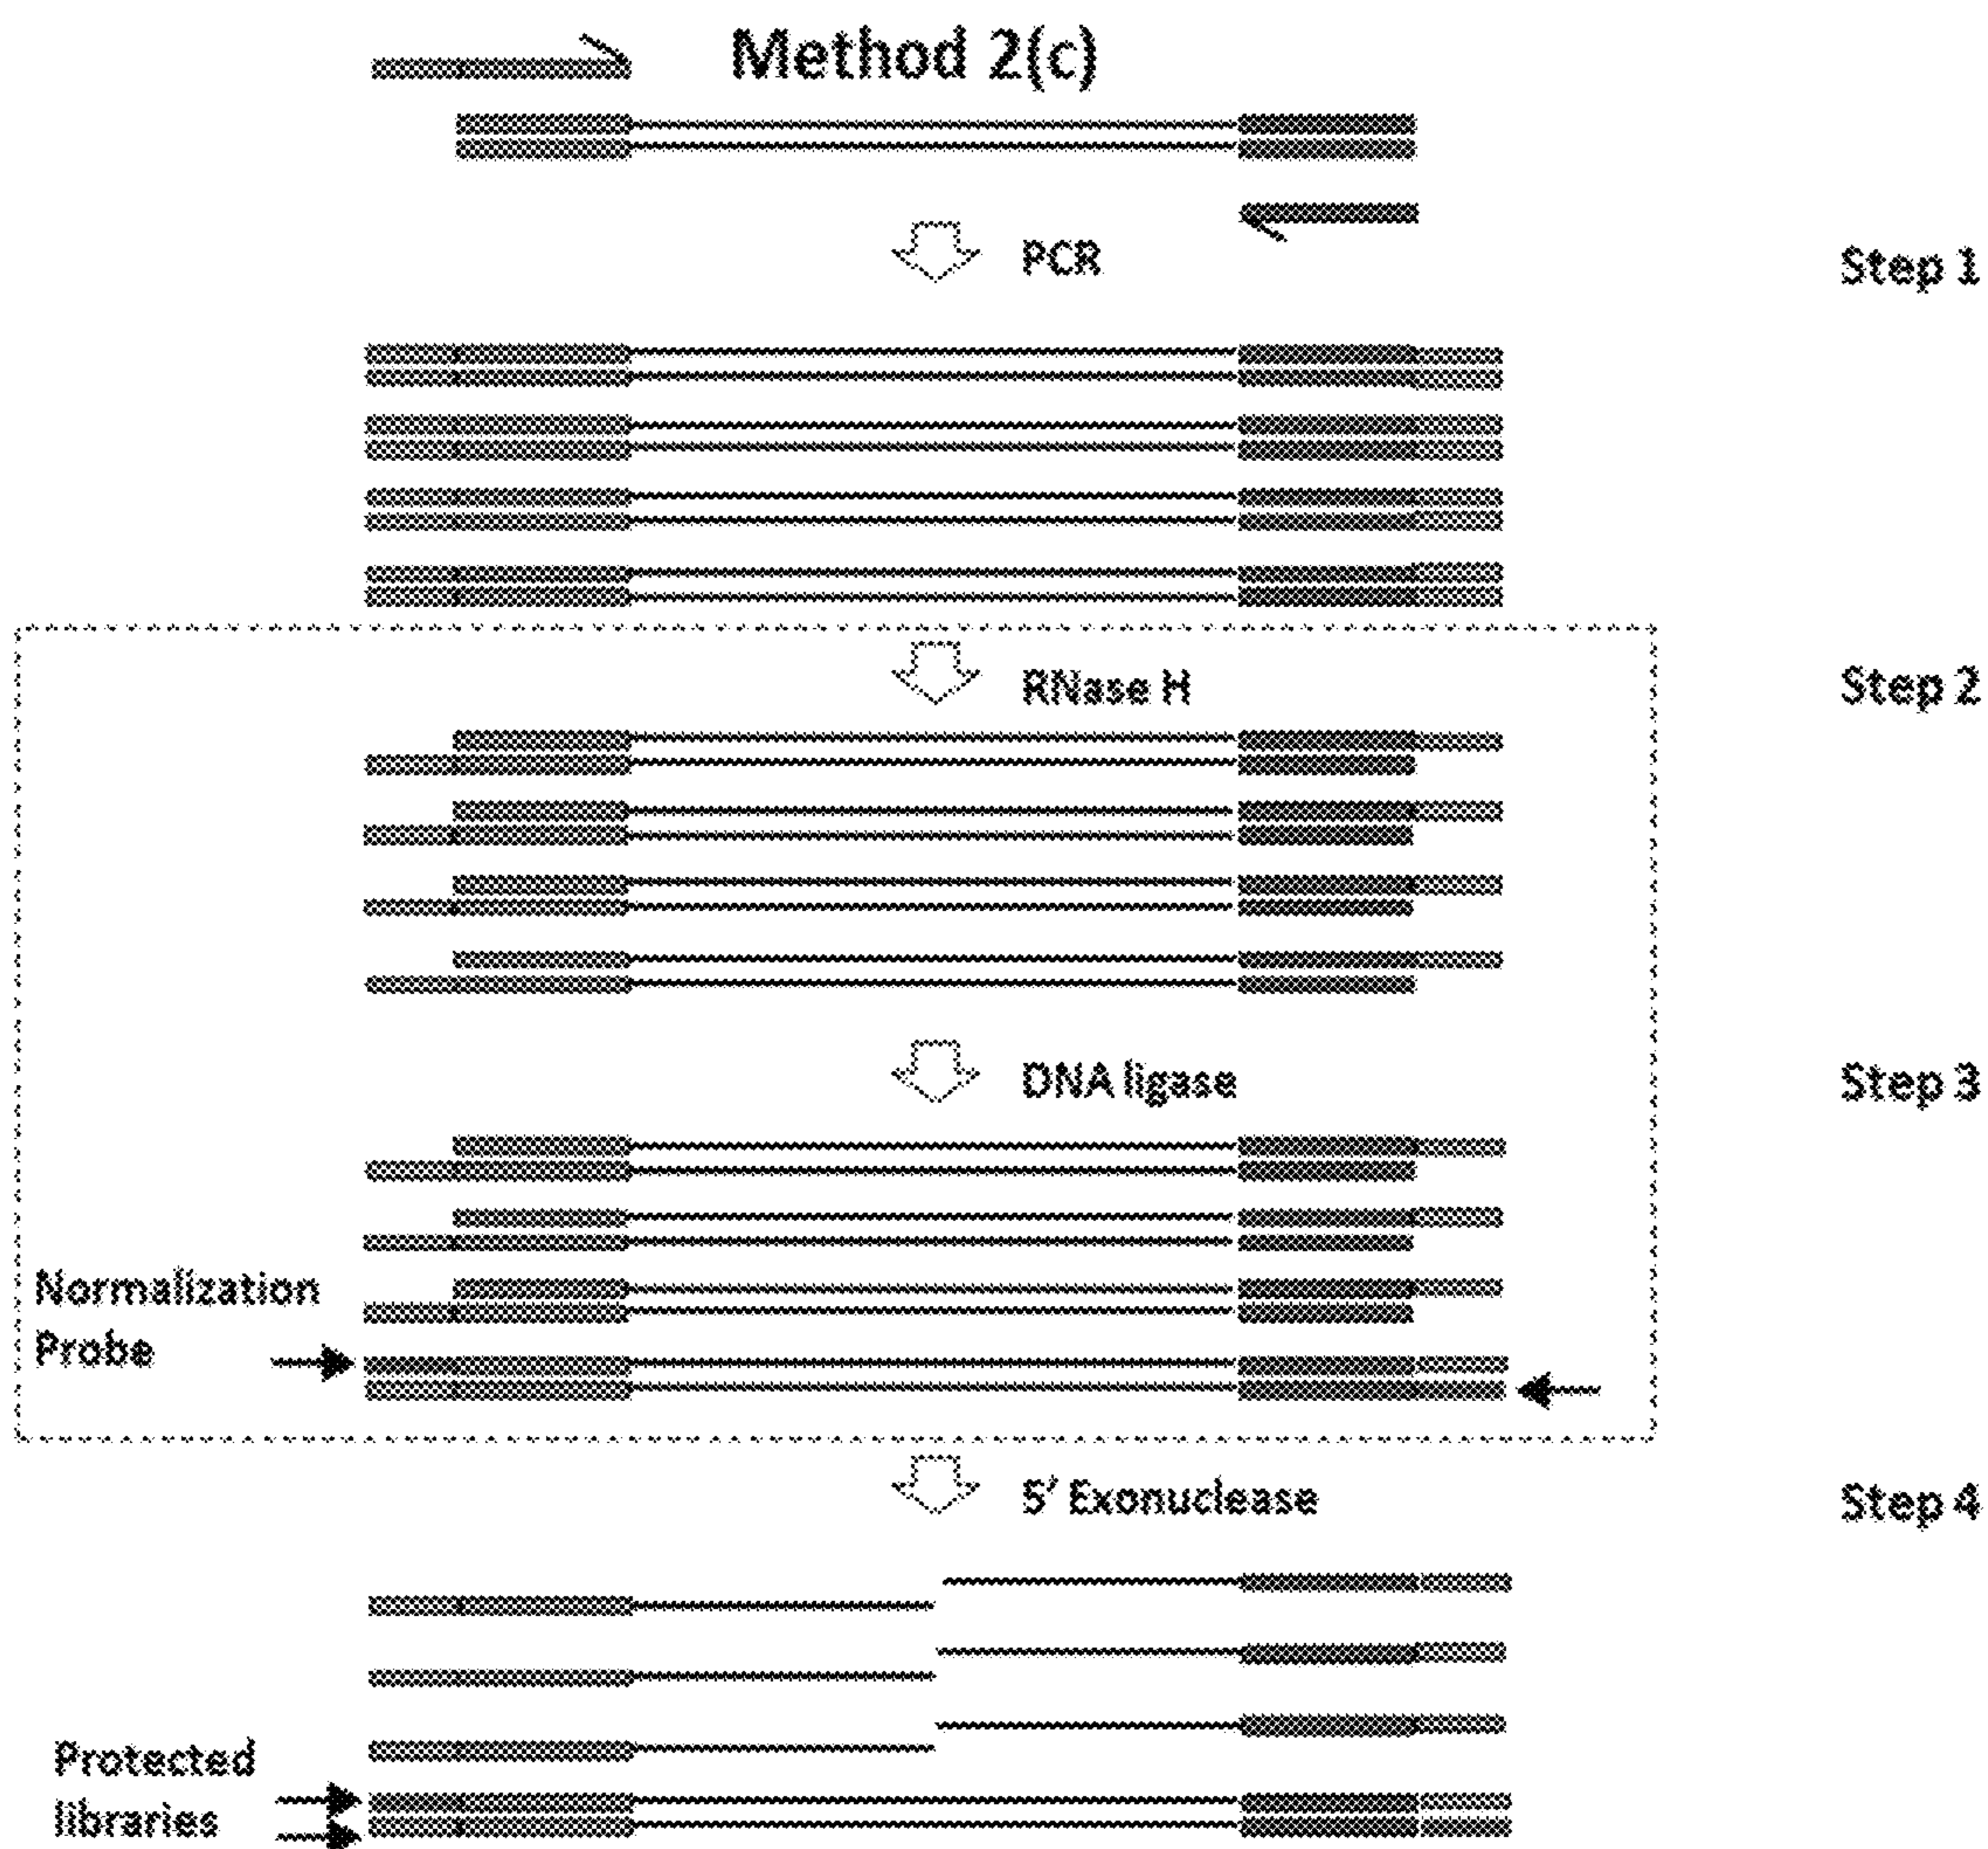 Method 2(c)
PCR
Step 1
RNase H
Step 2
DNA ligase
Step 3
Normalization
Probe
5' Exonuclease
Step 4
Protected
libraries